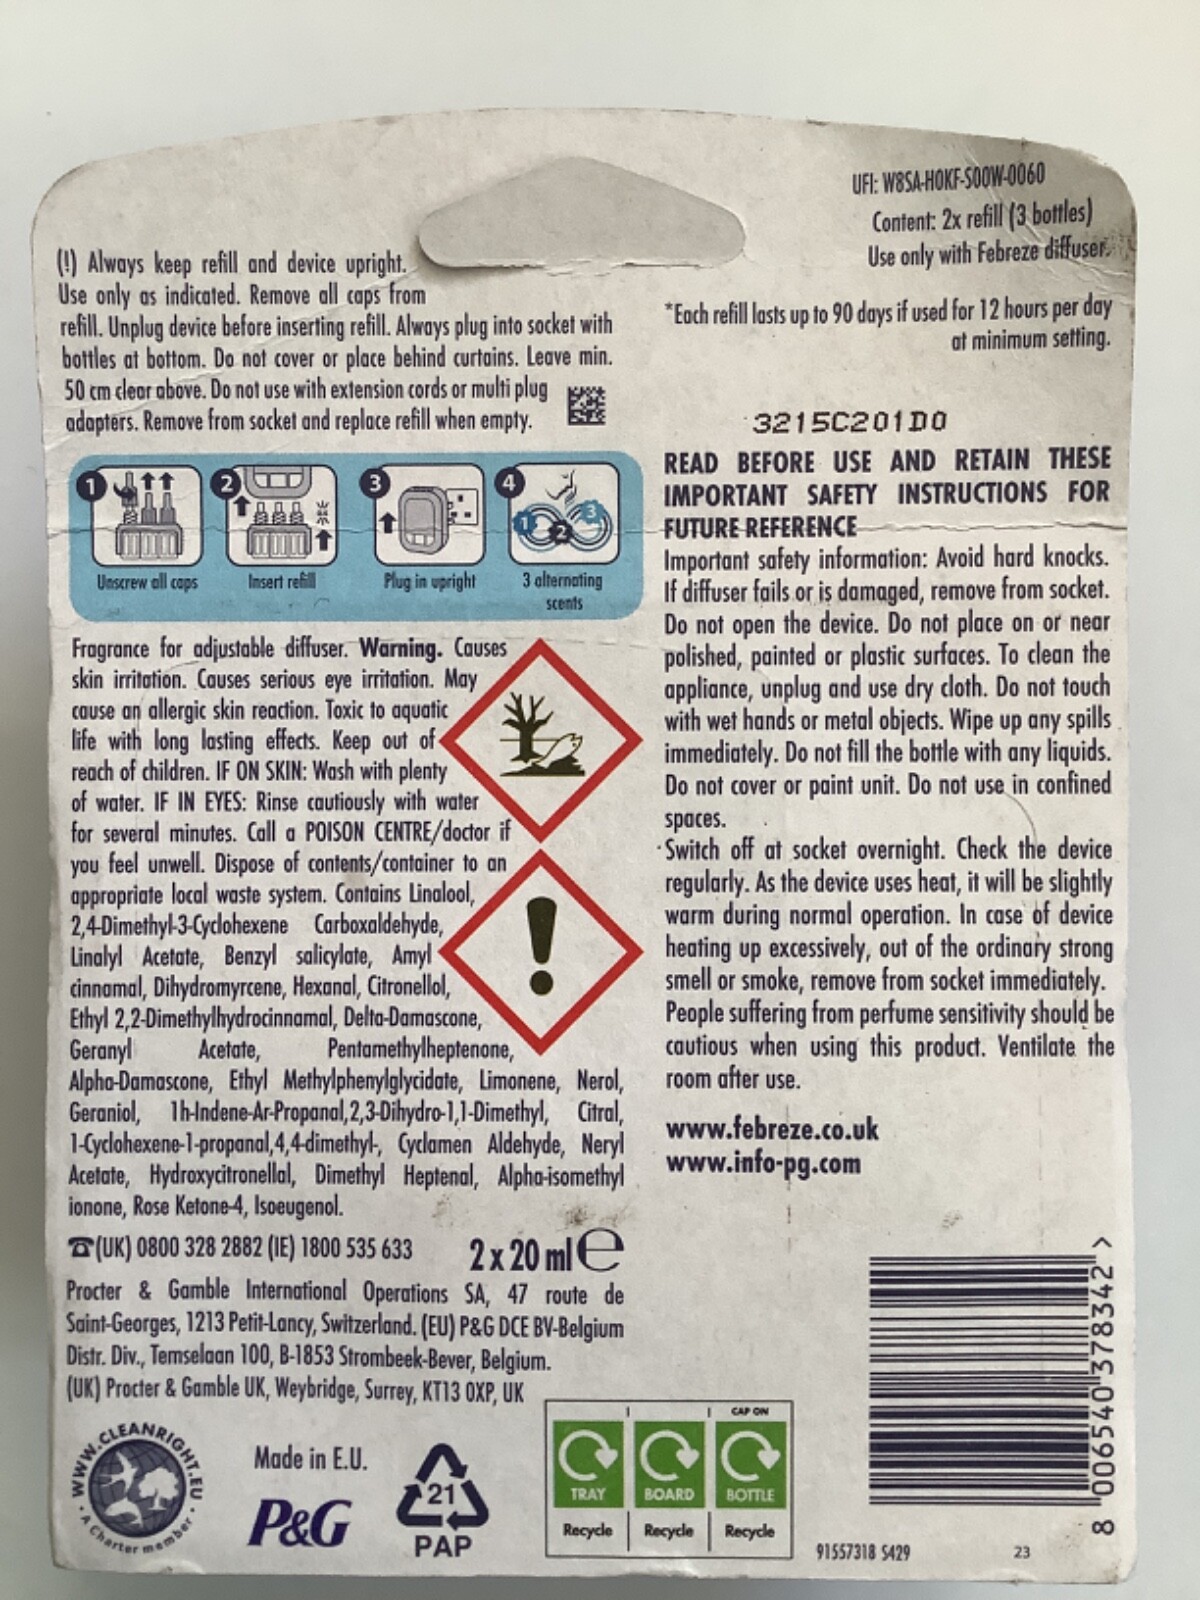 UFI: W8SA-H0KF-S00W-0060
Content: 2x refill (3 bottles)
Use only with Febreze diffuser.
(!) Always keep refill and device upright.
Use only as indicated. Remove all caps from
refill. Unplug device before inserting refill. Always plug into socket with
bottles at bottom. Do not cover or place behind curtains. Leave min.
50 cm clear above. Do not use with extension cords or multi plug
adapters. Remove from socket and replace refill when empty.
*Each refill lasts up to 90 days if used for 12 hours per day
at minimum setting.
3215C201D0
1
Unscrew all caps
2
Insert refill
3
Plug in upright
4
1 2 3
3 alternating
scents
READ BEFORE USE AND RETAIN THESE
IMPORTANT SAFETY INSTRUCTIONS FOR
FUTURE REFERENCE
Important safety information: Avoid hard knocks.
If diffuser fails or is damaged, remove from socket.
Do not open the device. Do not place on or near
polished, painted or plastic surfaces. To clean the
appliance, unplug and use dry cloth. Do not touch
with wet hands or metal objects. Wipe up any spills
immediately. Do not fill the bottle with any liquids.
Do not cover or paint unit. Do not use in confined
spaces.
Switch off at socket overnight. Check the device
regularly. As the device uses heat, it will be slightly
warm during normal operation. In case of device
heating up excessively, out of the ordinary strong
smell or smoke, remove from socket immediately.
People suffering from perfume sensitivity should be
cautious when using this product. Ventilate the
room after use.
www.febreze.co.uk
www.info-pg.com
Fragrance for adjustable diffuser. Warning. Causes
skin irritation. Causes serious eye irritation. May
cause an allergic skin reaction. Toxic to aquatic
life with long lasting effects. Keep out of
reach of children. IF ON SKIN: Wash with plenty
of water. IF IN EYES: Rinse cautiously with water
for several minutes. Call a POISON CENTRE/doctor if
you feel unwell. Dispose of contents/container to an
appropriate local waste system. Contains Linalool,
2,4-Dimethyl-3-Cyclohexene Carboxaldehyde,
Linalyl Acetate, Benzyl salicylate, Amyl
cinnamal, Dihydromyrcene, Hexanal, Citronellol,
Ethyl 2,2-Dimethylhydrocinnamal, Delta-Damascone,
Geranyl Acetate, Pentamethylheptenone,
Alpha-Damascone, Ethyl Methylphenylglycidate, Limonene, Nerol,
Geraniol, 1h-Indene-Ar-Propanal,2,3-Dihydro-1,1-Dimethyl, Citral,
1-Cyclohexene-1-propanal,4,4-dimethyl-, Cyclamen Aldehyde, Neryl
Acetate, Hydroxycitronellal, Dimethyl Heptenal, Alpha-isomethyl
ionone, Rose Ketone-4, Isoeugenol.
☎(UK) 0800 328 2882 (IE) 1800 535 633
2 x 20 ml ℮
Procter & Gamble International Operations SA, 47 route de
Saint-Georges, 1213 Petit-Lancy, Switzerland. (EU) P&G DCE BV-Belgium
Distr. Div., Temselaan 100, B-1853 Strombeek-Bever, Belgium.
(UK) Procter & Gamble UK, Weybridge, Surrey, KT13 0XP, UK
WWW.CLEANRIGHT.EU
A Charter member
Made in E.U.
P&G
21
PAP
TRAY
Recycle
BOARD
Recycle
CAP ON
BOTTLE
Recycle
8 006540 378342 >
91557318 S429
23